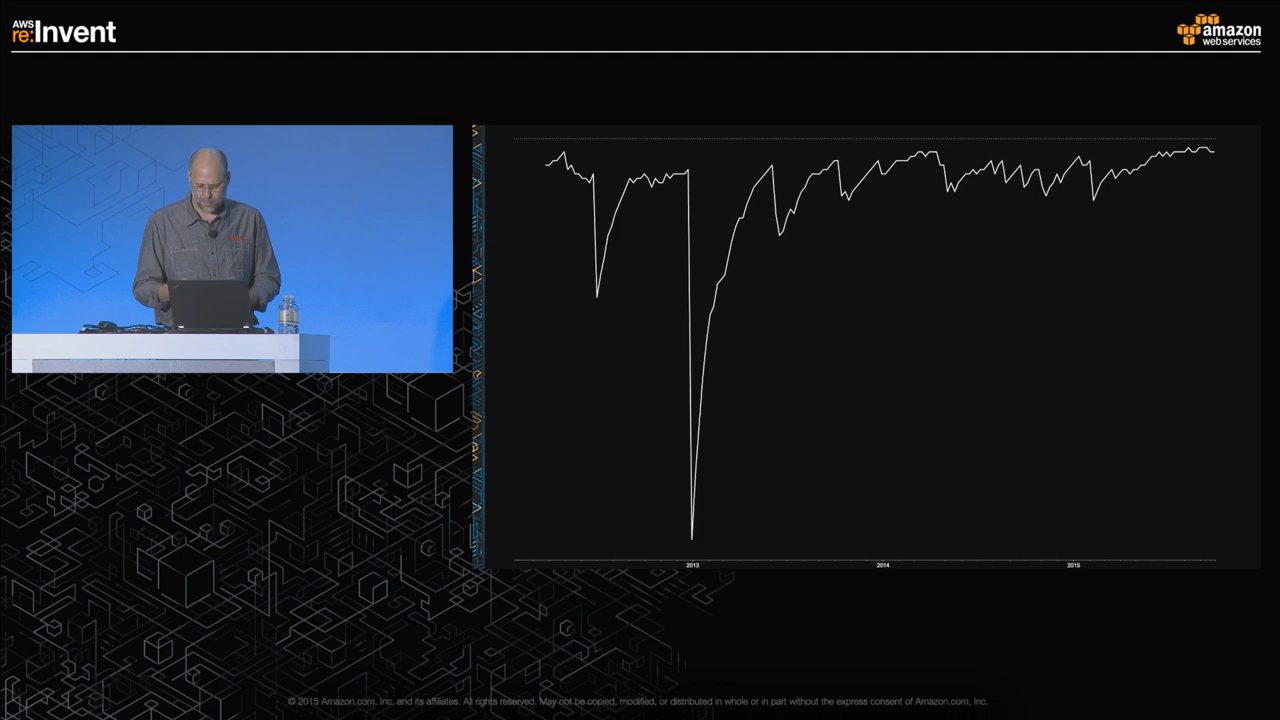 AWS
re:Invent
amazon
web services
2013
2014
2015
© 2015 Amazon.com, Inc. and its affiliates. All rights reserved. May not be copied, modified, or distributed in whole or in part without the express consent of Amazon.com, Inc.